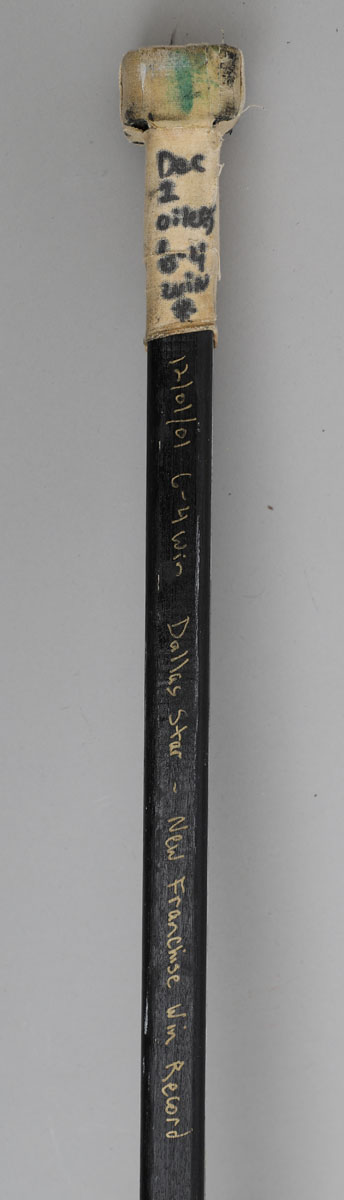 Dec
1
oilers
6-4
win
*
12/01/01 6-4 win Dallas Star - New Franchise Win Record